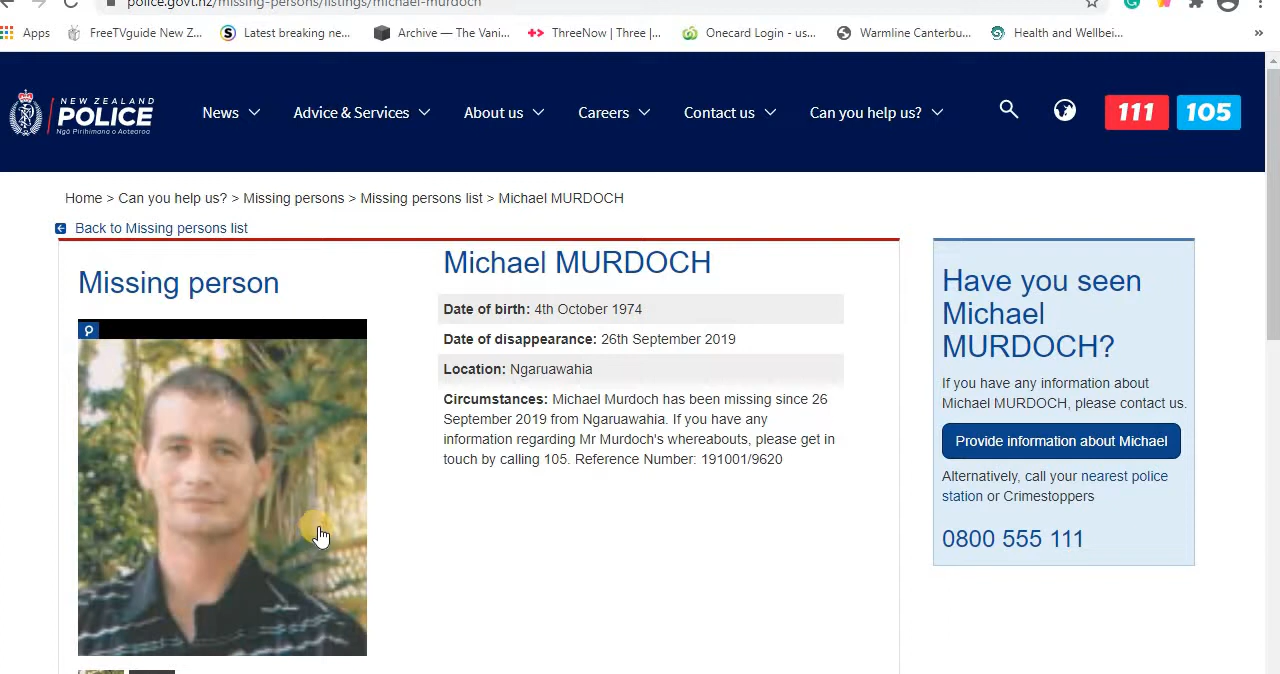 police.govt.nz/missing-persons/listings/michael-murdoch
Apps FreeTVguide New Z... Latest breaking ne... Archive — The Vani... ThreeNow | Three |... Onecard Login - us... Warmline Canterbu... Health and Wellbei... »
NEW ZEALAND
POLICE
Ngā Pirihimana o Aotearoa
News Advice & Services About us Careers Contact us Can you help us? 111 105
Home > Can you help us? > Missing persons > Missing persons list > Michael MURDOCH
Back to Missing persons list
Missing person
Michael MURDOCH
Date of birth: 4th October 1974
Date of disappearance: 26th September 2019
Location: Ngaruawahia
Circumstances: Michael Murdoch has been missing since 26
September 2019 from Ngaruawahia. If you have any
information regarding Mr Murdoch's whereabouts, please get in
touch by calling 105. Reference Number: 191001/9620
Have you seen
Michael
MURDOCH?
If you have any information about
Michael MURDOCH, please contact us.
Provide information about Michael
Alternatively, call your nearest police
station or Crimestoppers
0800 555 111